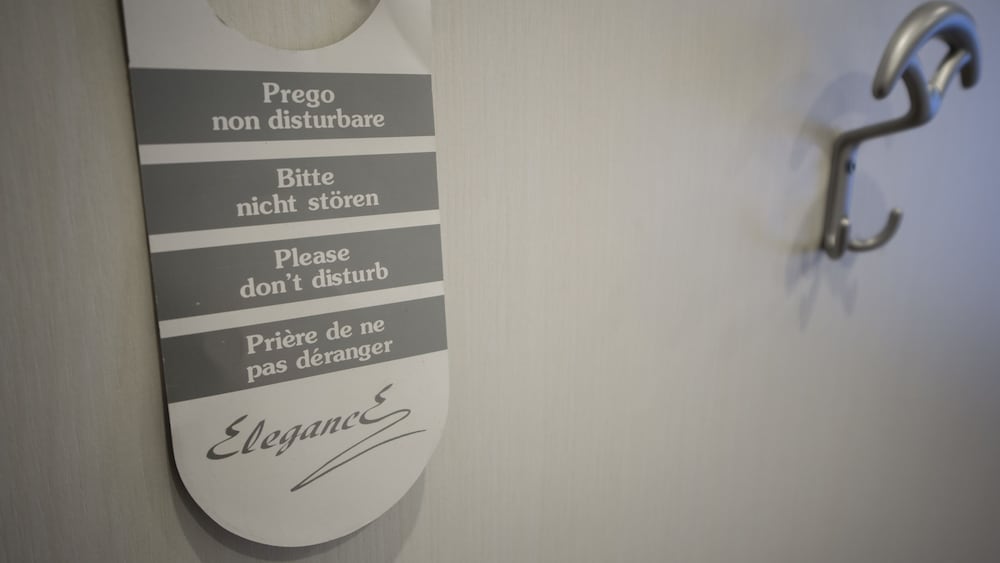 Prego
non disturbare
Bitte
nicht stören
Please
don't disturb
Prière de ne
pas déranger
ElegancE